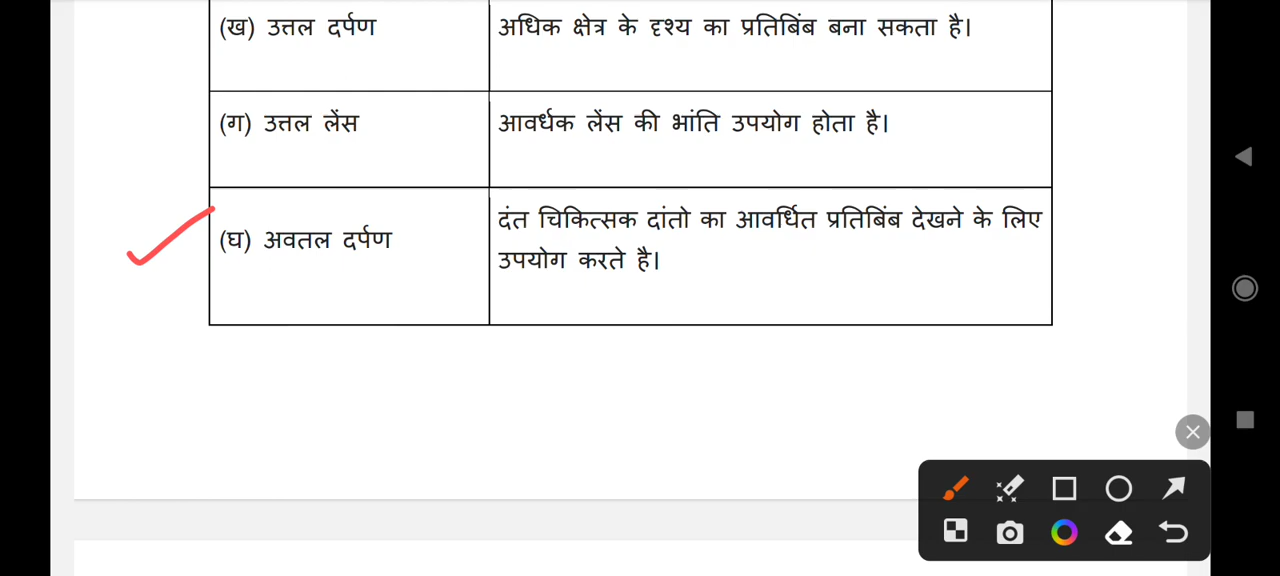 (ख) उत्तल दर्पण
अधिक क्षेत्र के दृश्य का प्रतिबिंब बना सकता है।
(ग) उत्तल लेंस
आवर्धक लेंस की भांति उपयोग होता है।
(घ) अवतल दर्पण
दंत चिकित्सक दांतो का आवर्धित प्रतिबिंब देखने के लिए
उपयोग करते है।